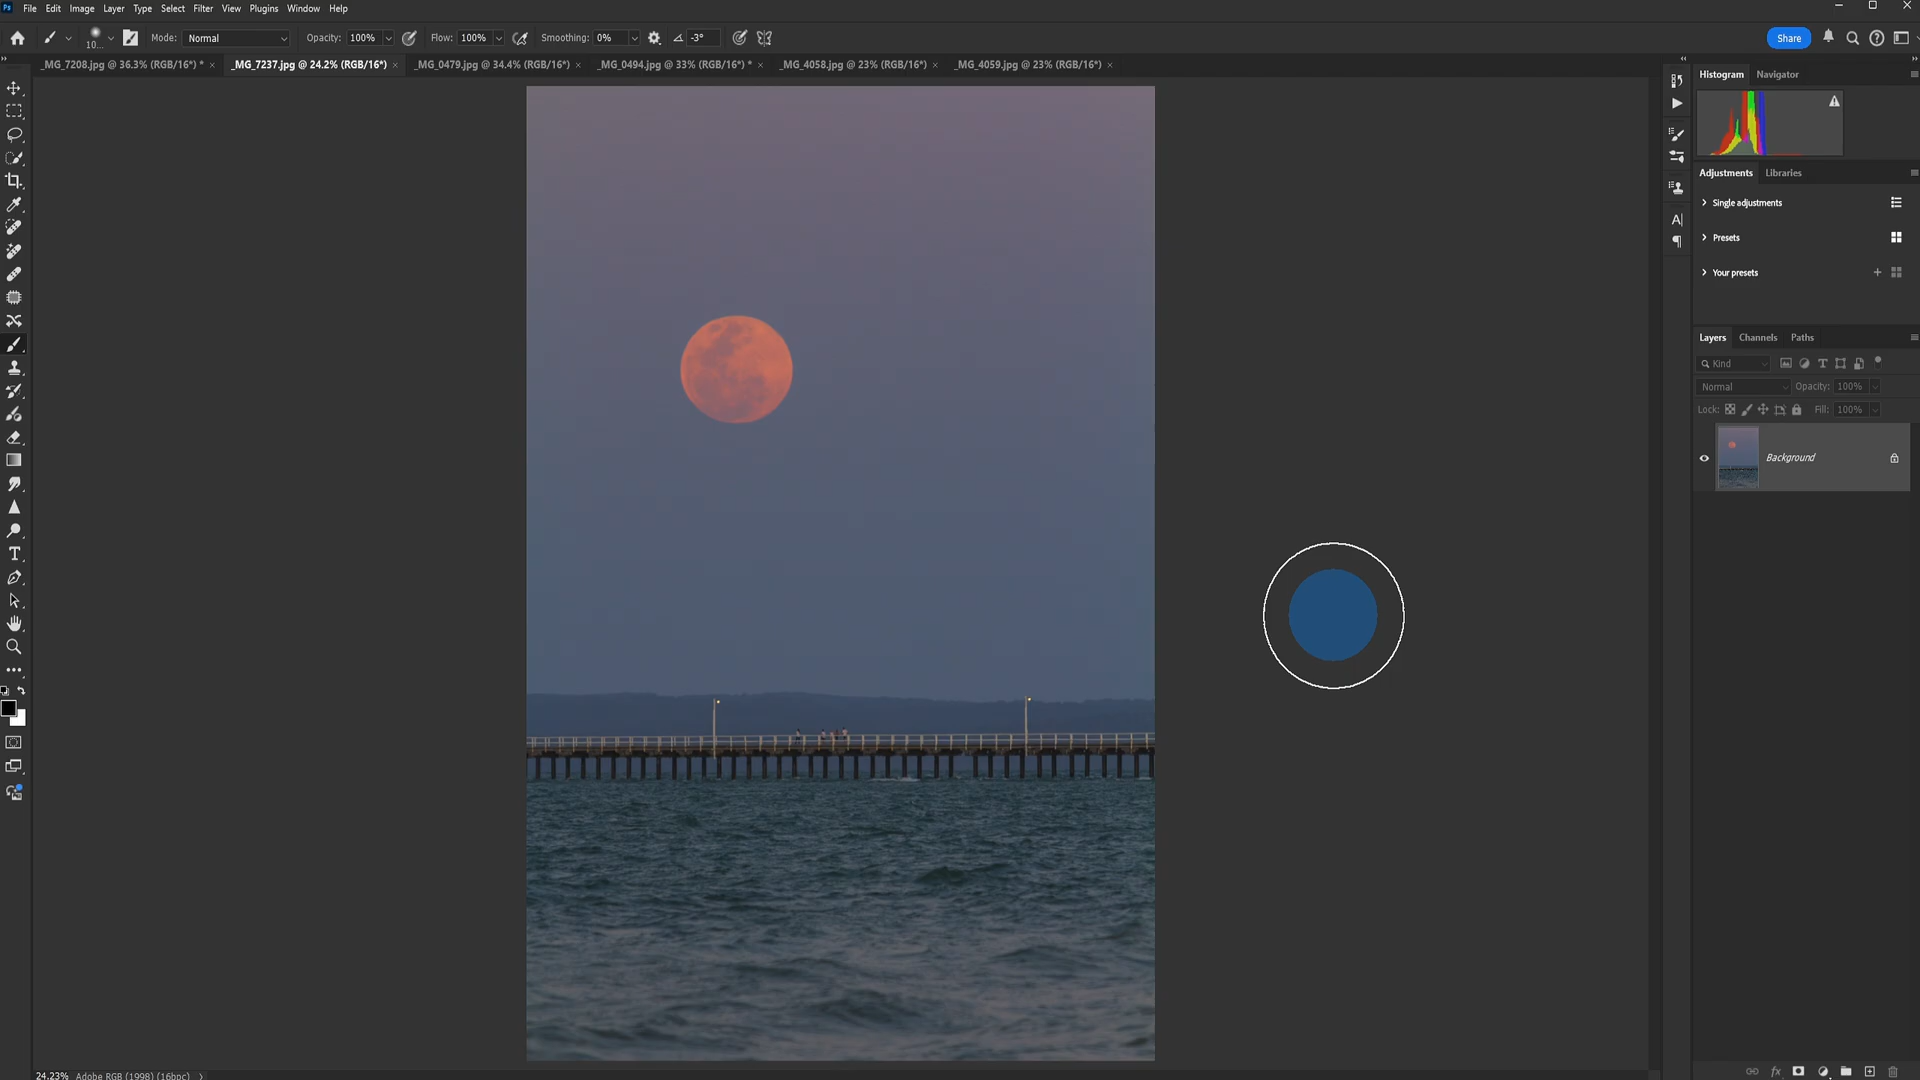 Ps File Edit Image Layer Type Select Filter View Plugins Window Help
10... Mode: Normal Opacity: 100% Flow: 100% Smoothing: 0% -3° Share
_MG_7208.jpg @ 36.3% (RGB/16*) * × _MG_7237.jpg @ 24.2% (RGB/16*) × _MG_0479.jpg @ 34.4% (RGB/16*) × _MG_0494.jpg @ 33% (RGB/16*) * × _MG_4058.jpg @ 23% (RGB/16*) × _MG_4059.jpg @ 23% (RGB/16*) ×
Histogram Navigator
Adjustments Libraries
Single adjustments
Presets
Your presets
Layers Channels Paths
Kind
Normal Opacity: 100%
Lock: Fill: 100%
Background
24.23% Adobe RGB (1998) (16bpc)